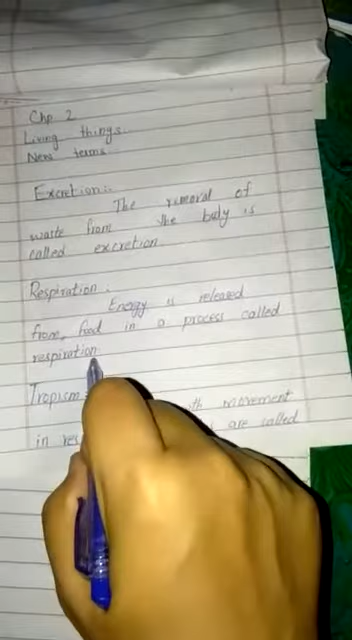 Chp 2
Living things.
New terms
Excretion:
The removal of
waste from the body is
called excretion
Respiration:
Energy is released
from food in a process called
respiration
Tropism movement
in are called